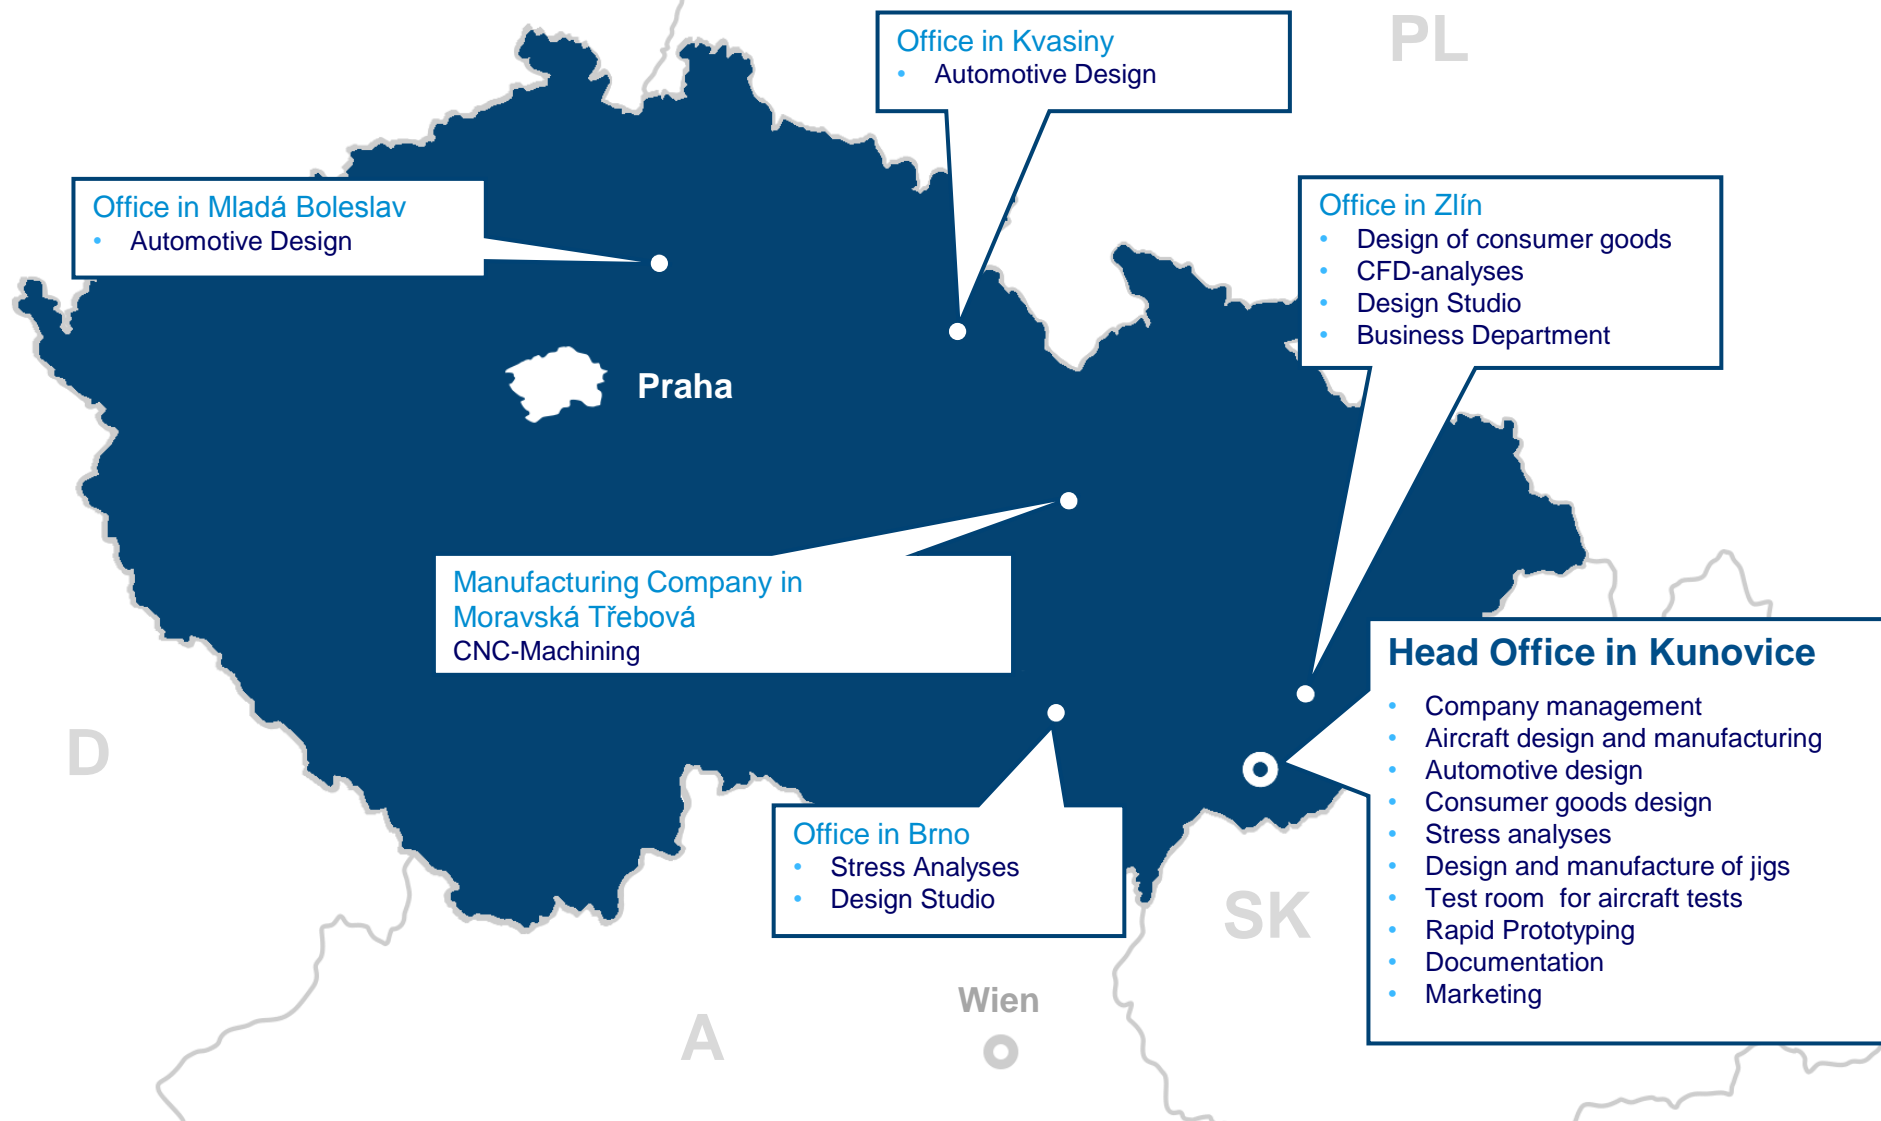 PL
Office in Kvasiny
• Automotive Design
Office in Mladá Boleslav
• Automotive Design
Office in Zlín
• Design of consumer goods
• CFD-analyses
• Design Studio
• Business Department
Praha
Manufacturing Company in
Moravská Třebová
CNC-Machining
Head Office in Kunovice
• Company management
• Aircraft design and manufacturing
• Automotive design
• Consumer goods design
• Stress analyses
• Design and manufacture of jigs
• Test room  for aircraft tests
• Rapid Prototyping
• Documentation
• Marketing
D
Office in Brno
• Stress Analyses
• Design Studio
SK
Wien
A